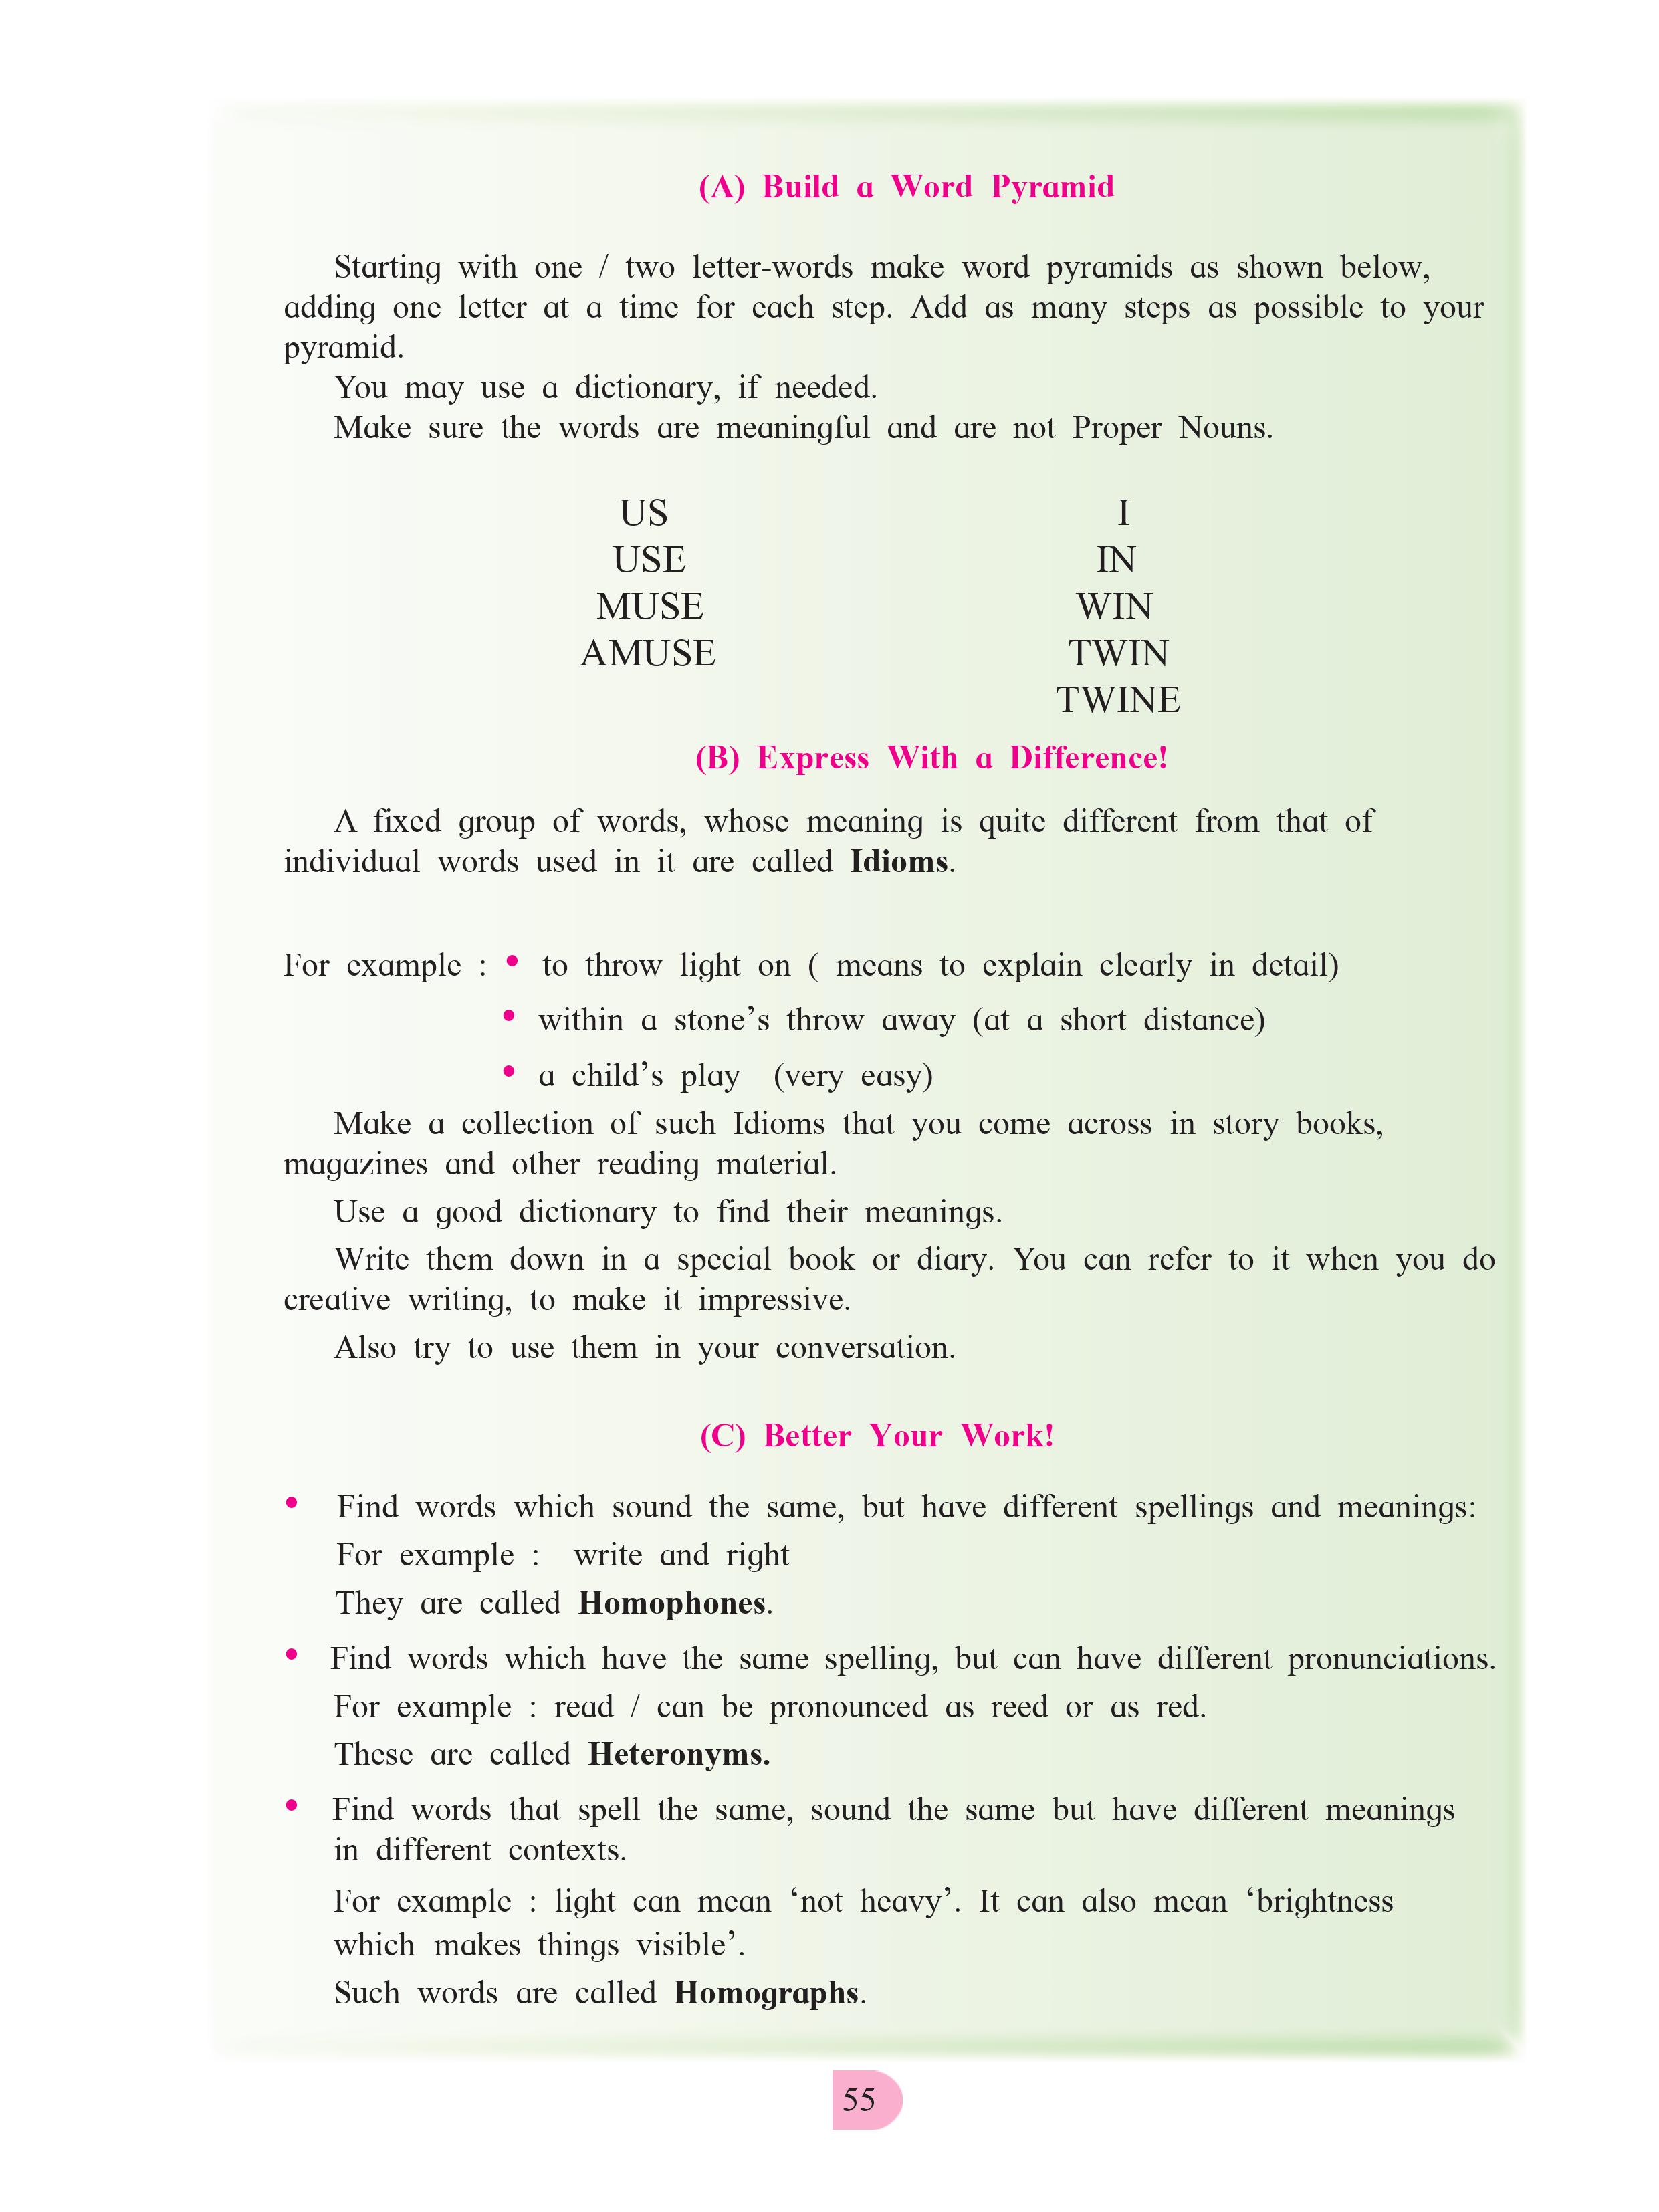 (A) Build a Word Pyramid
Starting with one / two letter-words make word pyramids as shown below,
adding one letter at a time for each step. Add as many steps as possible to your
pyramid.
You may use a dictionary, if needed.
Make sure the words are meaningful and are not Proper Nouns.
US I
USE IN
MUSE WIN
AMUSE TWIN
TWINE
(B) Express With a Difference!
A fixed group of words, whose meaning is quite different from that of
individual words used in it are called Idioms.
For example : • to throw light on ( means to explain clearly in detail)
• within a stone’s throw away (at a short distance)
• a child’s play (very easy)
Make a collection of such Idioms that you come across in story books,
magazines and other reading material.
Use a good dictionary to find their meanings.
Write them down in a special book or diary. You can refer to it when you do
creative writing, to make it impressive.
Also try to use them in your conversation.
(C) Better Your Work!
• Find words which sound the same, but have different spellings and meanings:
For example : write and right
They are called Homophones.
• Find words which have the same spelling, but can have different pronunciations.
For example : read / can be pronounced as reed or as red.
These are called Heteronyms.
• Find words that spell the same, sound the same but have different meanings
in different contexts.
For example : light can mean ‘not heavy’. It can also mean ‘brightness
which makes things visible’.
Such words are called Homographs.
55